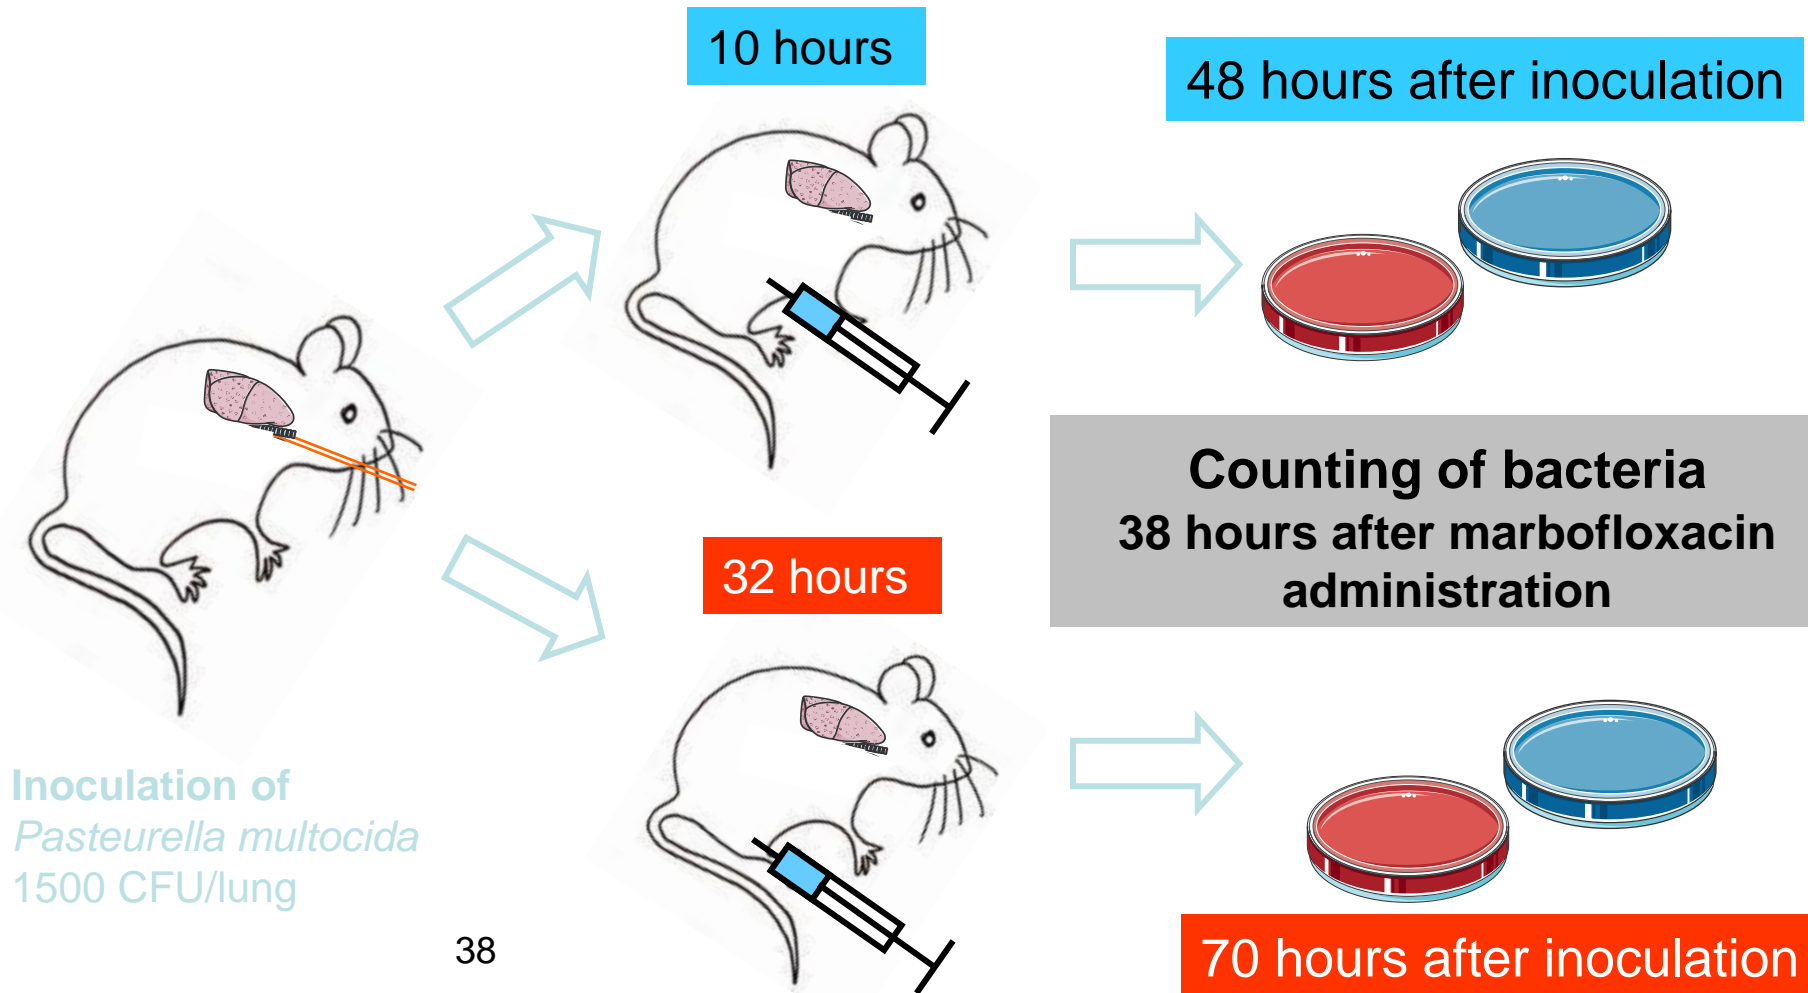 10 hours
48 hours after inoculation
Counting of bacteria
38 hours after marbofloxacin
administration
32 hours
Inoculation of
Pasteurella multocida
1500 CFU/lung
38
70 hours after inoculation